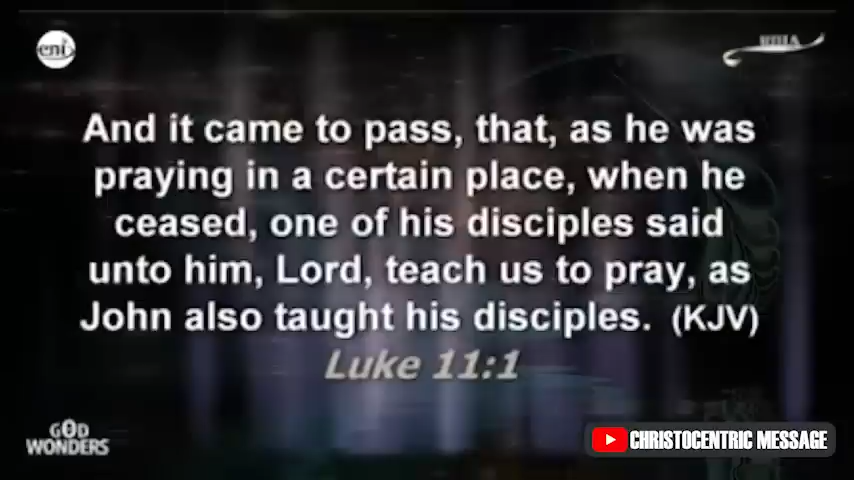 eni
And it came to pass, that, as he was
praying in a certain place, when he
ceased, one of his disciples said
unto him, Lord, teach us to pray, as
John also taught his disciples. (KJV)
Luke 11:1
GOD
WONDERS
CHRISTOCENTRIC MESSAGE